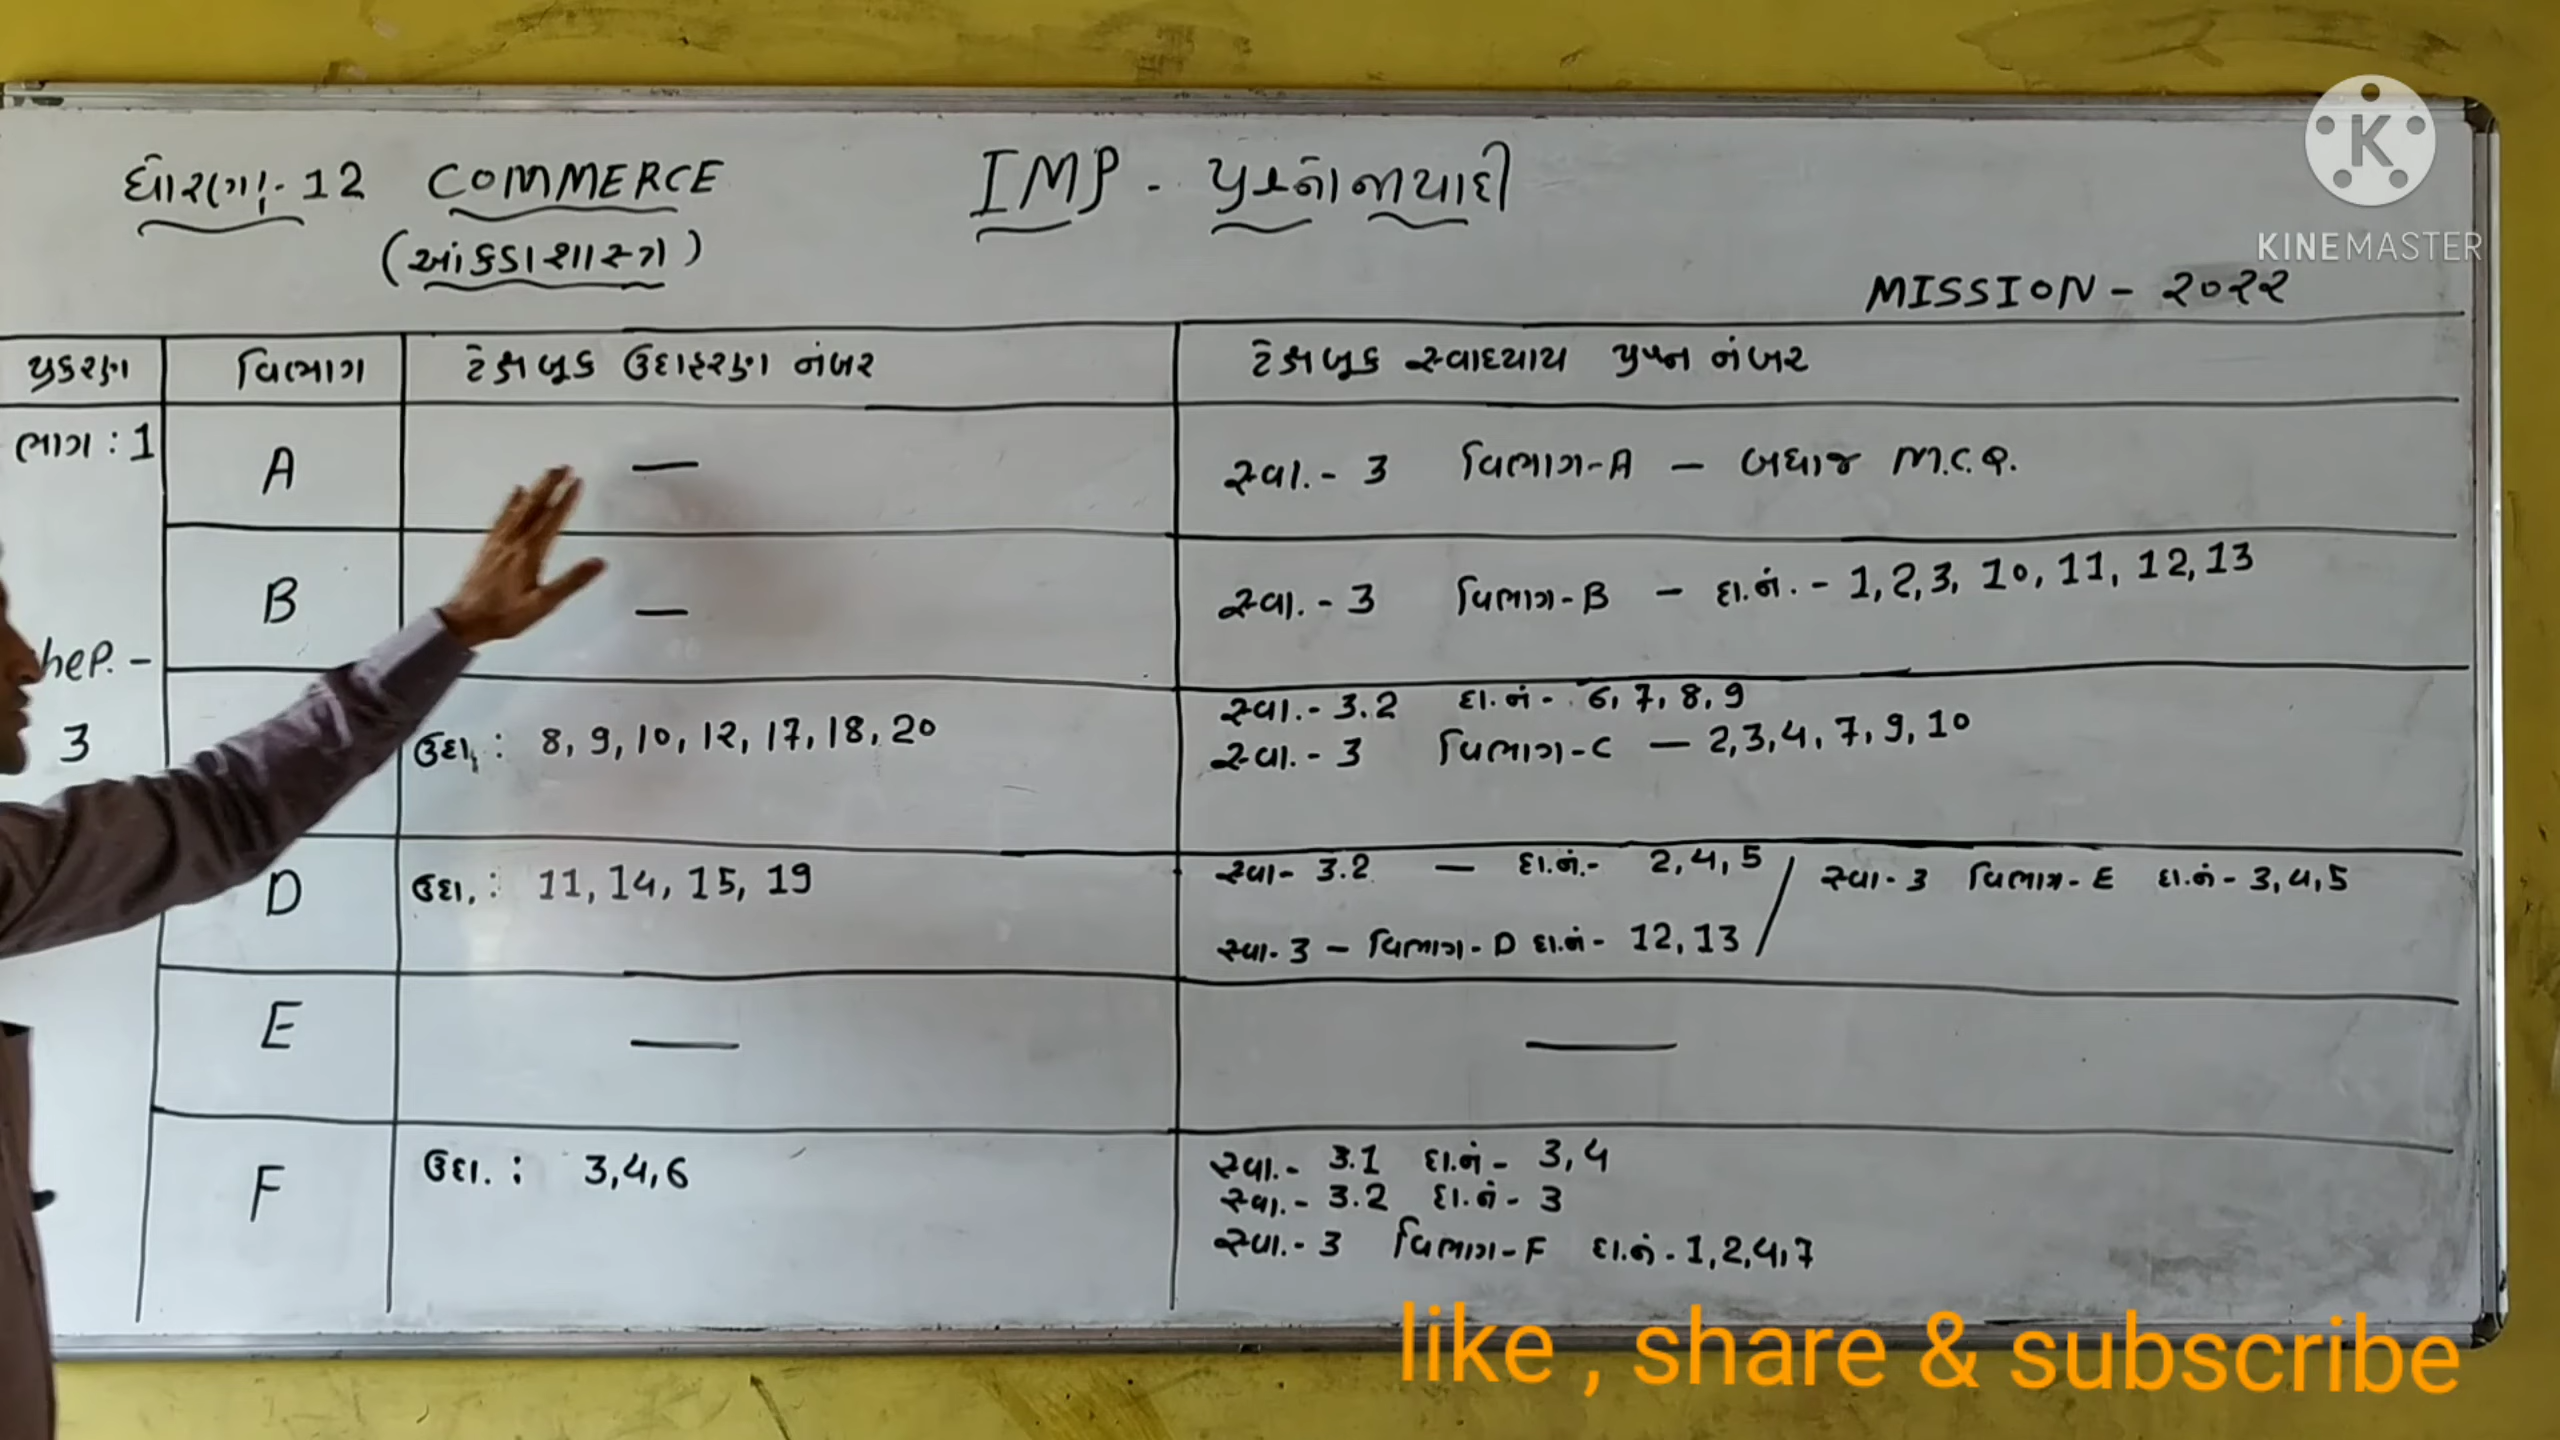 ધોરણ:-12 COMMERCE
IMP - પ્રશ્નોની યાદી
(આંકડાશાસ્ત્ર)
MISSION - ૨૦૨૨
પ્રકરણ વિભાગ ટેક્ષબુક ઉદાહરણ નંબર ટેક્ષબુક સ્વાધ્યાય પ્રશ્ન નંબર
ભાગ : 1 A — સ્વા. - 3 વિભાગ-A — બધાજ M.C.Q.
B — સ્વા. - 3 વિભાગ-B — દા.નં. - 1,2,3, 10, 11, 12, 13
heP. -
3 ઉદા. : 8, 9, 10, 12, 17, 18, 20 સ્વા.- 3.2 દા.નં - 6, 7, 8, 9
સ્વા. - 3 વિભાગ-C — 2,3,4, 7, 9, 10
D ઉદા. : 11, 14, 15, 19 સ્વા- 3.2 — દા.નં.- 2,4,5 / સ્વા-3 વિભાગ-E દા.નં - 3,4,5
સ્વા-3 — વિભાગ-D દા.નં - 12, 13
E — —
F ઉદા. : 3,4,6 સ્વા.- 3.1 દા.નં - 3,4
સ્વા.- 3.2 દા.નં - 3
સ્વા.- 3 વિભાગ-F દા.નં - 1,2,4,7
K
KINEMASTER
like , share & subscribe